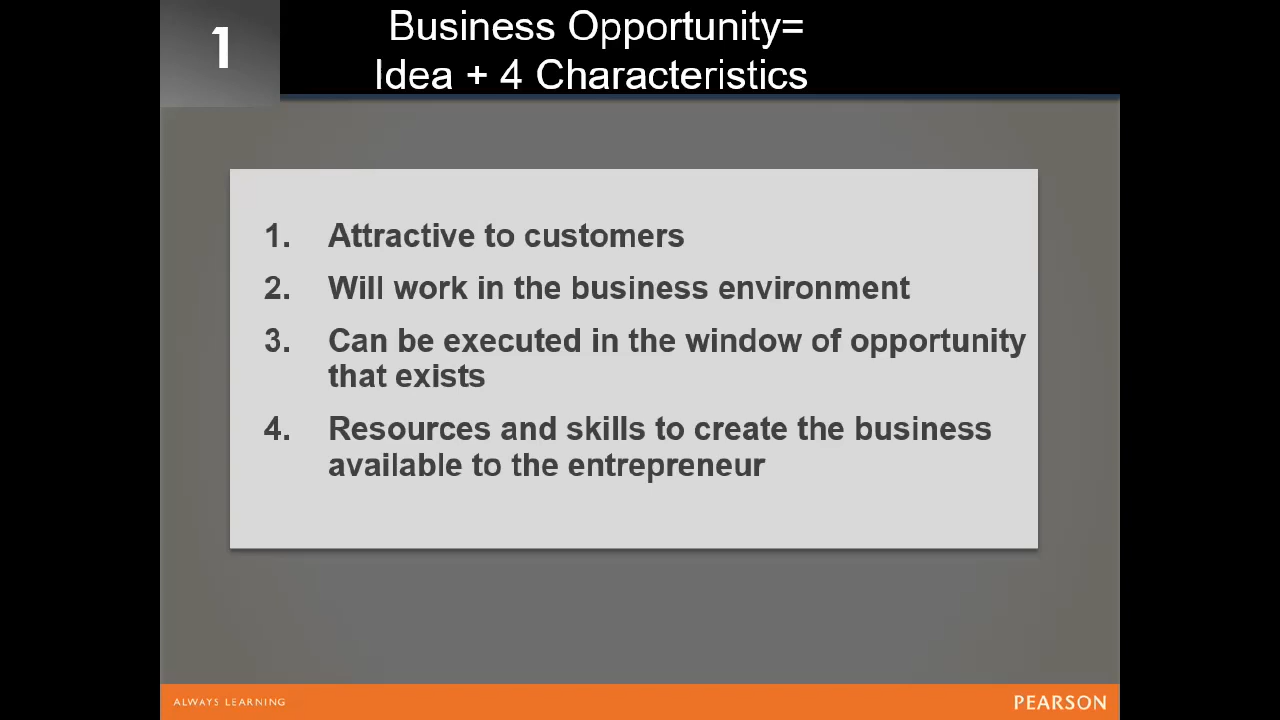 1
Business Opportunity=
Idea + 4 Characteristics
1. Attractive to customers
2. Will work in the business environment
3. Can be executed in the window of opportunity
that exists
4. Resources and skills to create the business
available to the entrepreneur
ALWAYS LEARNING
PEARSON